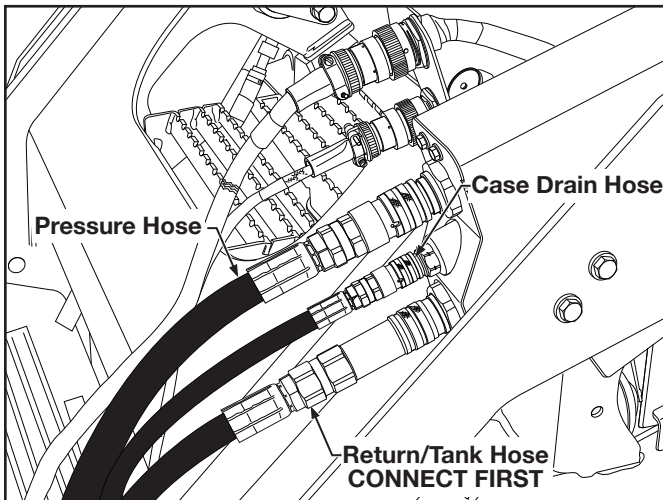 Case Drain Hose
Pressure Hose
Return/Tank Hose
CONNECT FIRST